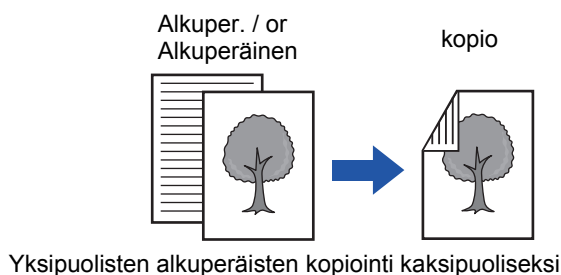 Alkuper. / or
Alkuperäinen
kopio
Yksipuolisten alkuperäisten kopiointi kaksipuoliseksi